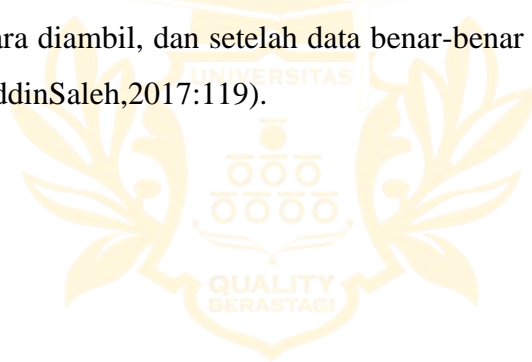 ara diambil, dan setelah data benar-benar
ddinSaleh,2017:119).
UNIVERSITAS
QUALITY
BERASTAGI